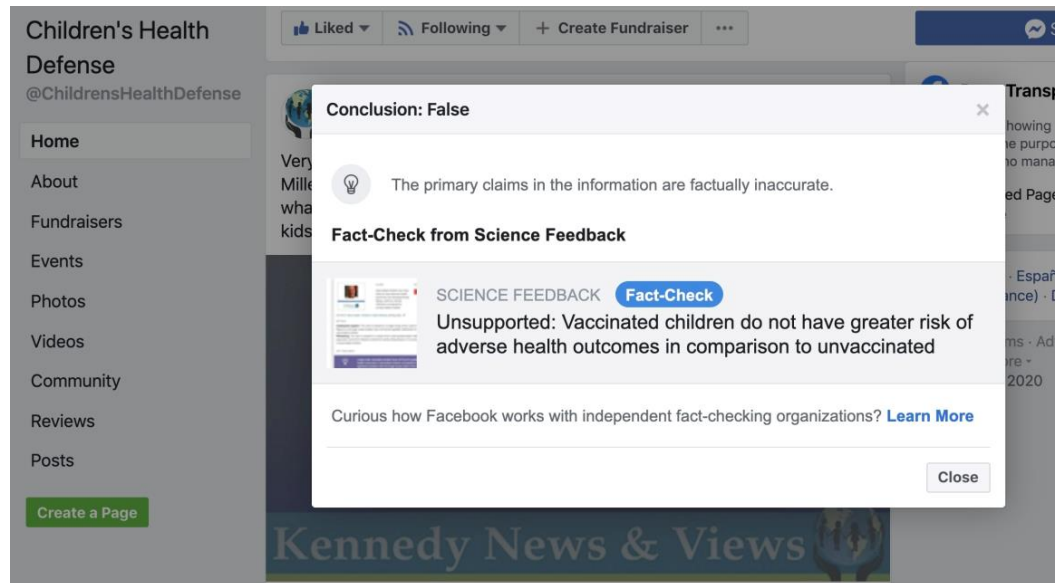 Children's Health
Defense
@ChildrensHealthDefense
Home
About
Fundraisers
Events
Photos
Videos
Community
Reviews
Posts
Create a Page
Liked
Following
Create Fundraiser
Very
kids
Conclusion: False
The primary claims in the information are factually inaccurate.
Fact-Check from Science Feedback
SCIENCE FEEDBACK Fact-Check
Unsupported: Vaccinated children do not have greater risk of
adverse health outcomes in comparison to unvaccinated
Curious how Facebook works with independent fact-checking organizations? Learn More
Close
Kennedy News & Views
2020